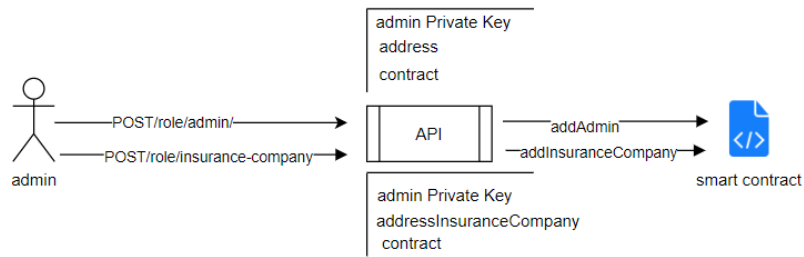 admin Private Key
address
contract
POST/role/admin/
API
addAdmin
POST/role/insurance-company
addInsuranceCompany
admin
smart contract
admin Private Key
addressInsuranceCompany
contract